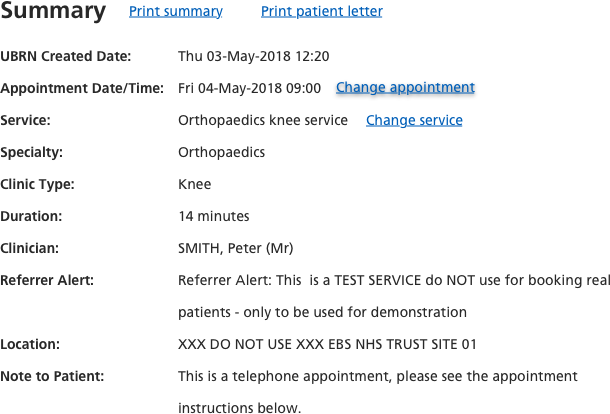 Summary Print summary Print patient letter
UBRN Created Date: Thu 03-May-2018 12:20
Appointment Date/Time: Fri 04-May-2018 09:00 Change appointment
Service: Orthopaedics knee service Change service
Specialty: Orthopaedics
Clinic Type: Knee
Duration: 14 minutes
Clinician: SMITH, Peter (Mr)
Referrer Alert: Referrer Alert: This is a TEST SERVICE do NOT use for booking real
patients - only to be used for demonstration
Location: XXX DO NOT USE XXX EBS NHS TRUST SITE 01
Note to Patient: This is a telephone appointment, please see the appointment
instructions below.